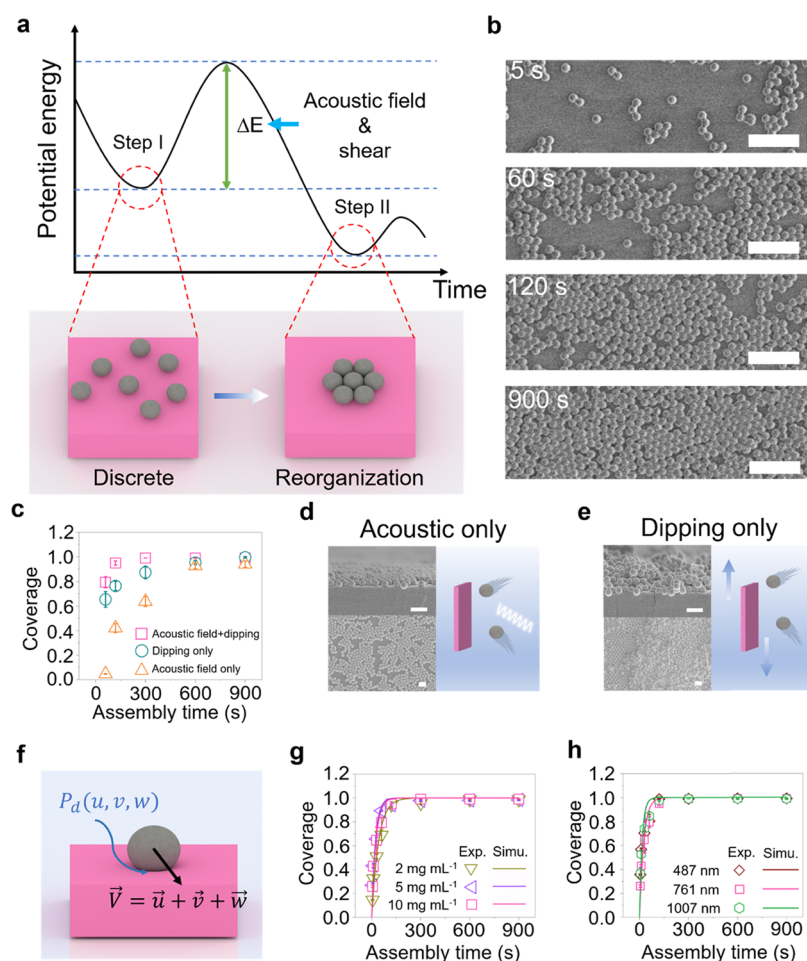 a
Potential energy
Step I
ΔE
Acoustic field
&
shear
Step II
Time
Discrete
Reorganization
b
5 s
60 s
120 s
900 s
c
Coverage
1.2
1.0
0.8
0.6
0.4
0.2
0.0
Acoustic field+dipping
Dipping only
Acoustic field only
0 300 600 900
Assembly time (s)
d
Acoustic only
e
Dipping only
f
P_d(u, v, w)
V⃗ = u⃗ + v⃗ + w⃗
g
Coverage
1.2
1.0
0.8
0.6
0.4
0.2
0.0
Exp. Simu.
2 mg mL⁻¹
5 mg mL⁻¹
10 mg mL⁻¹
0 300 600 900
Assembly time (s)
h
Coverage
1.2
1.0
0.8
0.6
0.4
0.2
0.0
Exp. Simu.
487 nm
761 nm
1007 nm
0 300 600 900
Assembly time (s)